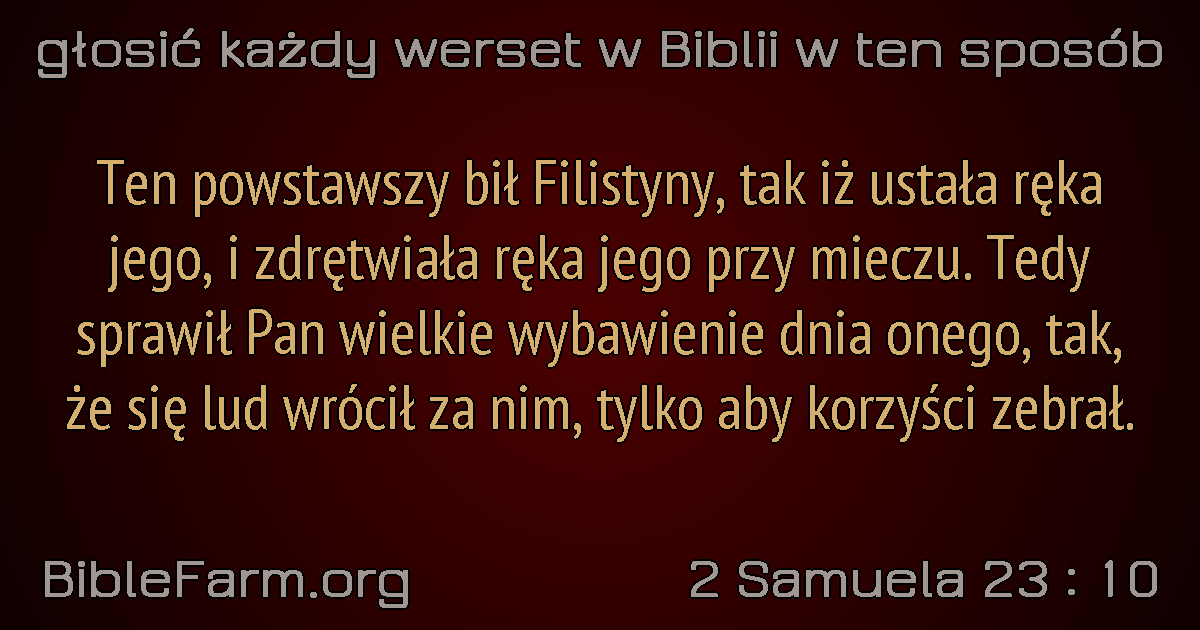 głosić każdy werset w Biblii w ten sposób
Ten powstawszy bił Filistyny, tak iż ustała ręka
jego, i zdrętwiała ręka jego przy mieczu. Tedy
sprawił Pan wielkie wybawienie dnia onego, tak,
że się lud wrócił za nim, tylko aby korzyści zebrał.
BibleFarm.org
2 Samuela 23 : 10